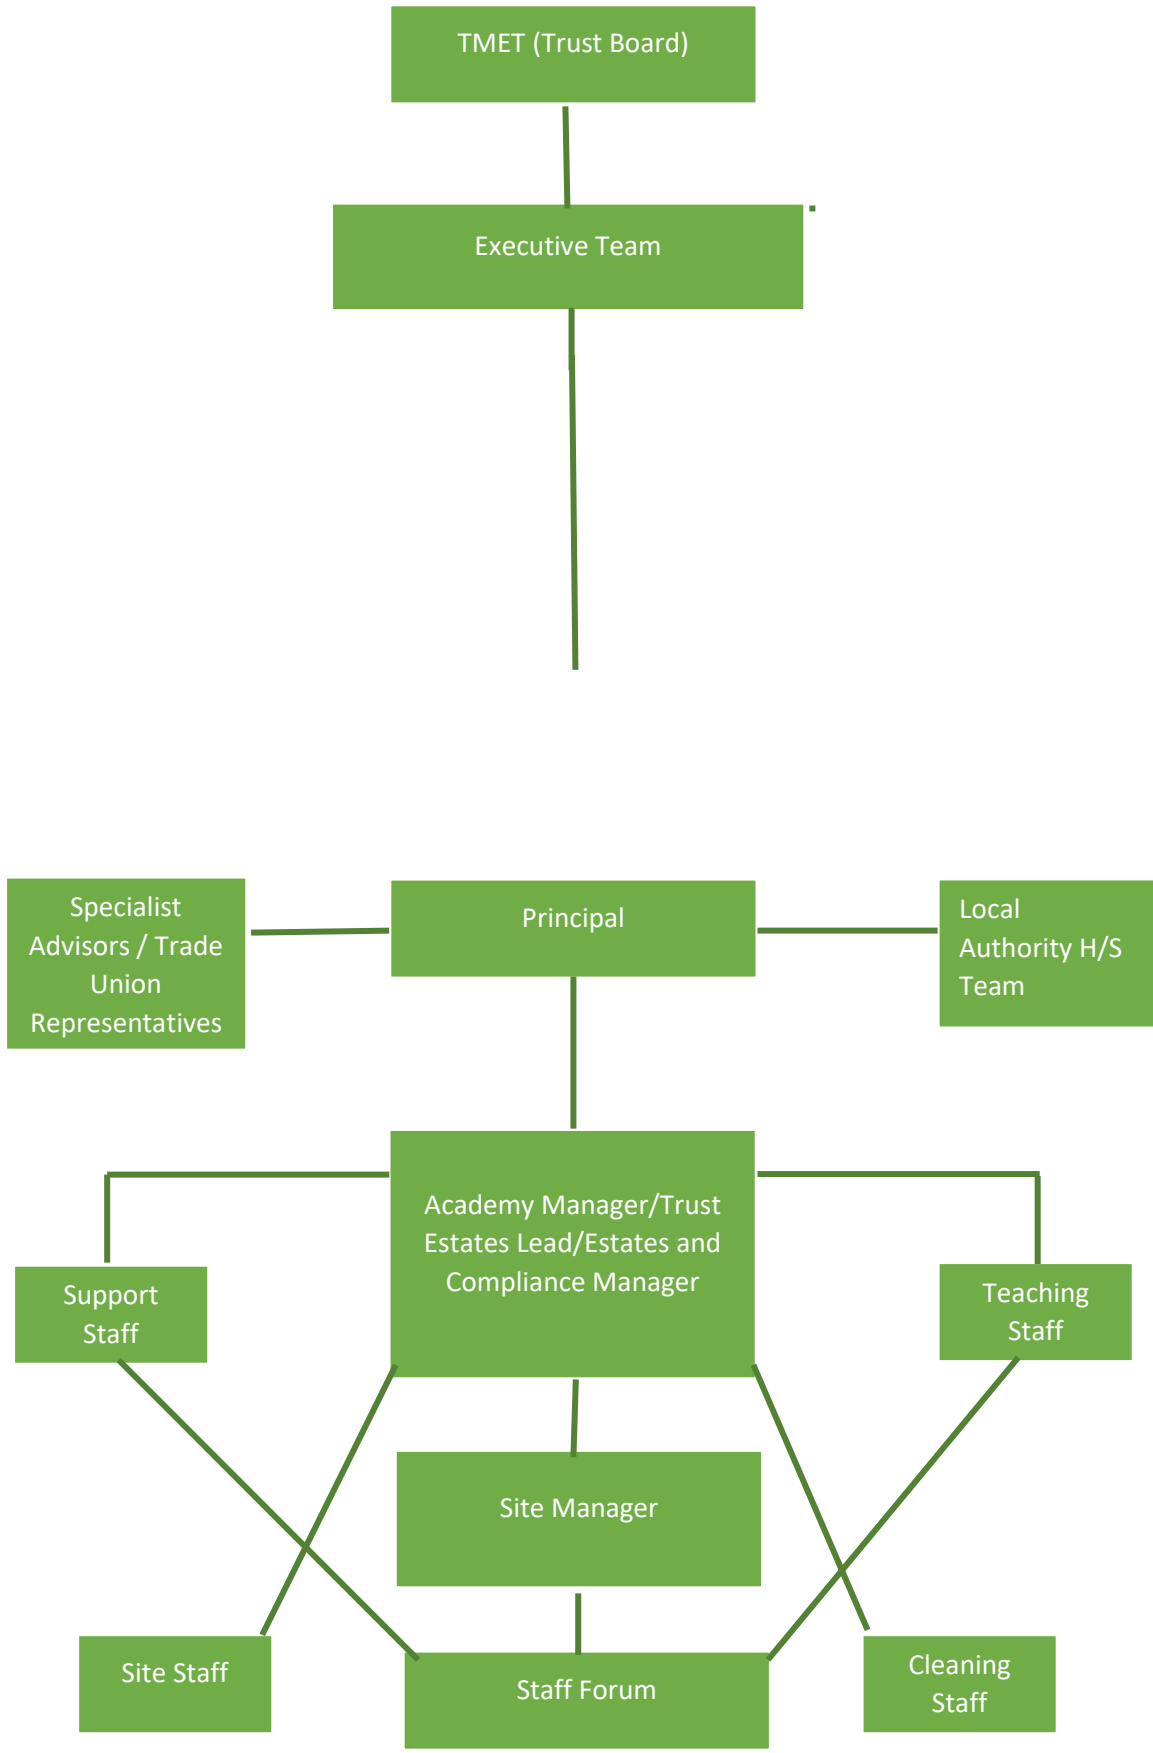 TMET (Trust Board)
Executive Team
Specialist
Advisors / Trade
Union
Representatives
Principal
Local
Authority H/S
Team
Academy Manager/Trust
Estates Lead/Estates and
Compliance Manager
Support
Staff
Teaching
Staff
Site Manager
Site Staff
Staff Forum
Cleaning
Staff